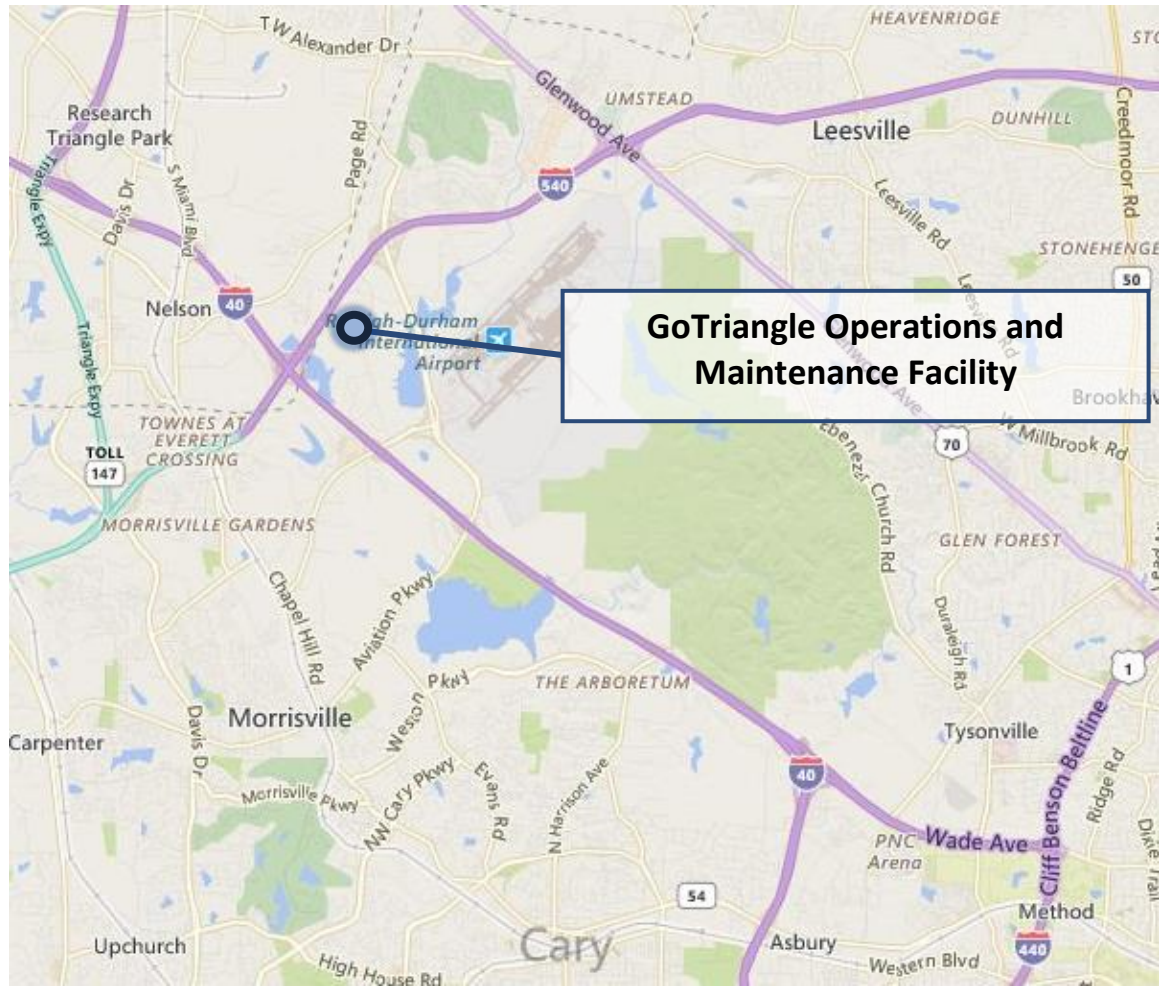 HEAVENRIDGE
T W Alexander Dr
Glenwood Ave
UMSTEAD
Creedmoor Rd
Research
Triangle Park
Leesville
DUNHILL
Page Rd
540
Triangle Expy
Davis Dr
S Miami Blvd
Leesville Rd
STONEHENGE
50
Nelson
40
International
Airport
GoTriangle Operations and
Maintenance Facility
Leesville Rd
Triangle Expy
TOWNES AT
EVERETT
CROSSING
TOLL
147
Ebenezer Church Rd
70
W Millbrook Rd
MORRISVILLE GARDENS
GLEN FOREST
Chapel Hill Rd
Aviation Pkwy
Duraleigh Rd
1
Weston Pkwy
THE ARBORETUM
Morrisville
Davis Dr
Carpenter
Tysonville
40
Cliff Benson Beltline
Ridge Rd
Morrisville Pkwy
NW Cary Pkwy
Evans Rd
N Harrison Ave
PNC
Arena
Wade Ave
Dixie Trail
54
Method
Upchurch
Cary
Asbury
440
High House Rd
Western Blvd